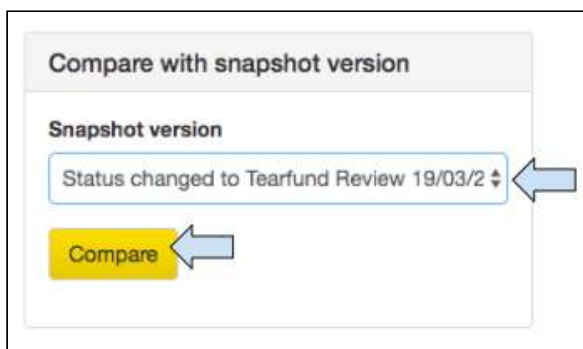 Compare with snapshot version
Snapshot version
Status changed to Tearfund Review 19/03/2
Compare